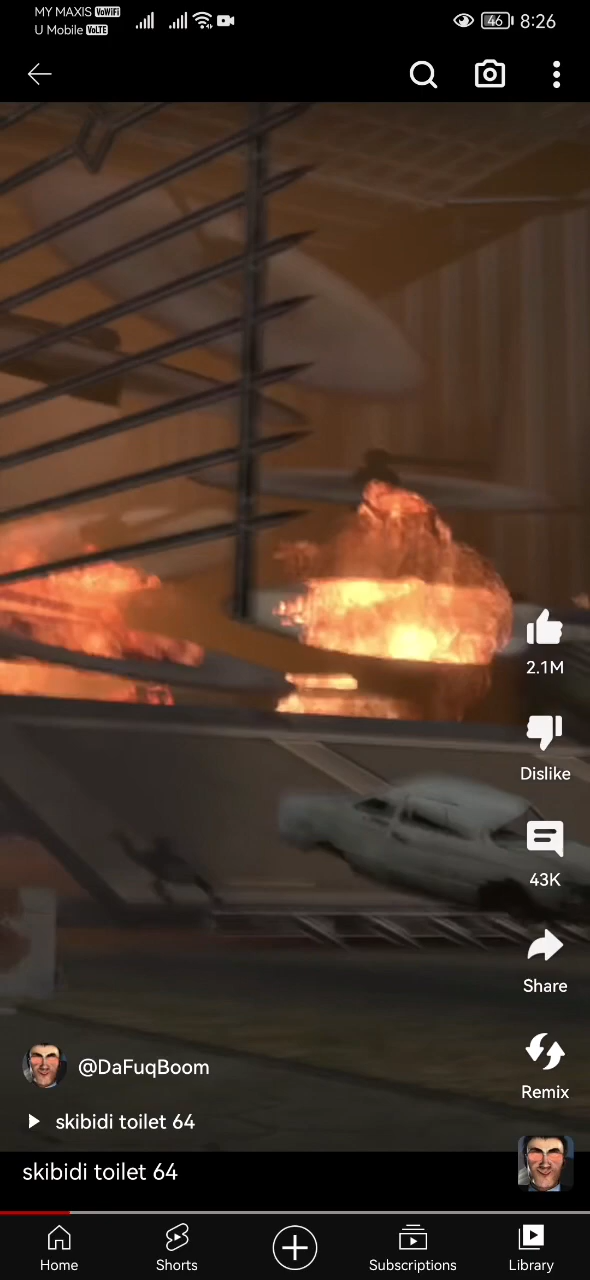 MY MAXIS VoWiFi
U Mobile VoLTE
46 8:26
2.1M
Dislike
43K
Share
Remix
@DaFuqBoom
skibidi toilet 64
skibidi toilet 64
Home Shorts Subscriptions Library